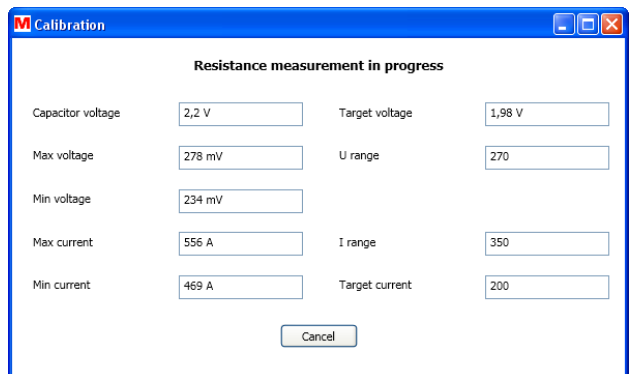 M Calibration
Resistance measurement in progress
Capacitor voltage 2,2 V Target voltage 1,98 V
Max voltage 278 mV U range 270
Min voltage 234 mV
Max current 556 A I range 350
Min current 469 A Target current 200
Cancel